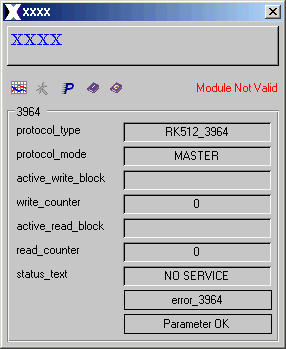 xxxx
XXXX
P
Module Not Valid
3964
protocol_type RK512_3964
protocol_mode MASTER
active_write_block
write_counter 0
active_read_block
read_counter 0
status_text NO SERVICE
error_3964
Parameter OK